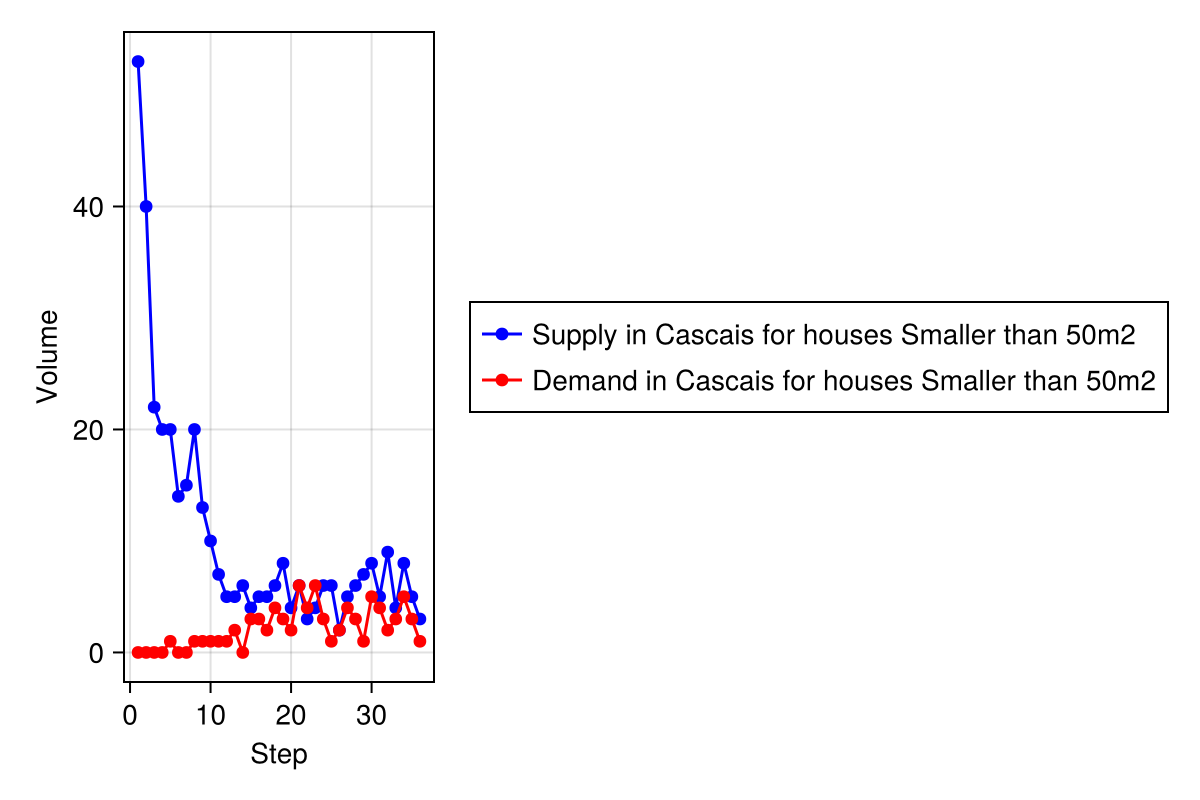 40
20
0
Volume
0 10 20 30
Step
Supply in Cascais for houses Smaller than 50m2
Demand in Cascais for houses Smaller than 50m2